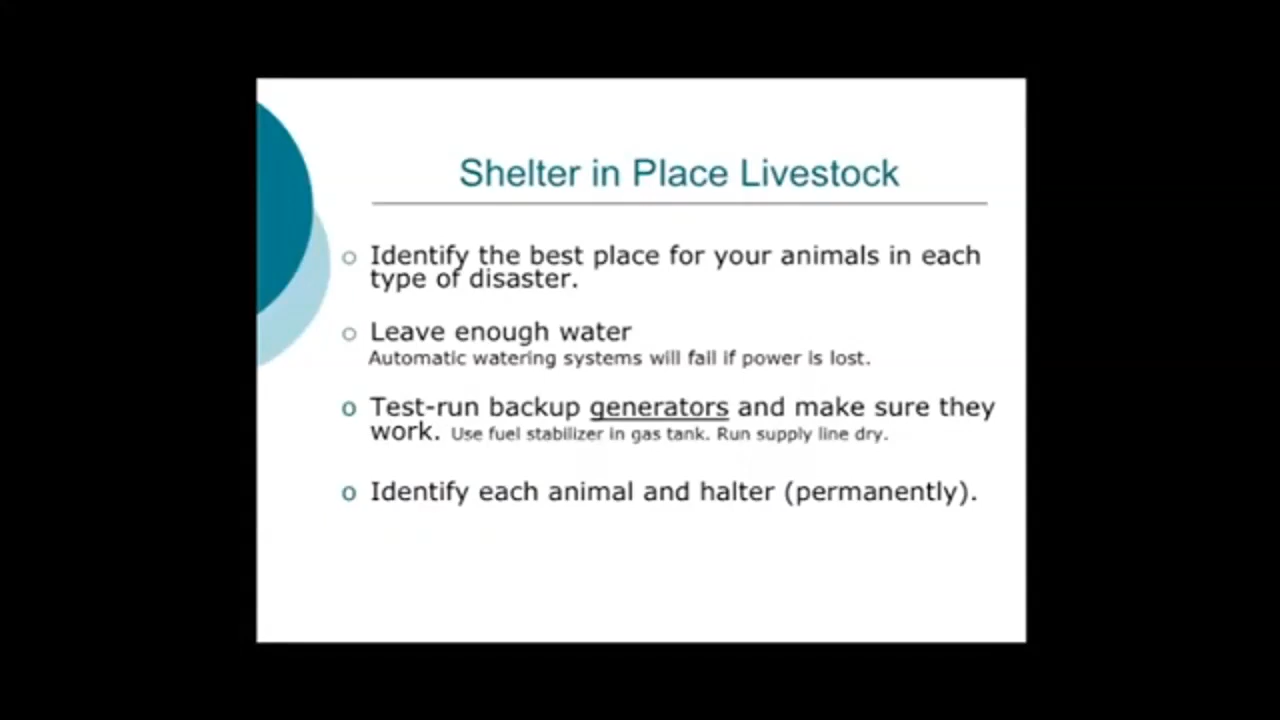 Shelter in Place Livestock
o Identify the best place for your animals in each
type of disaster.
o Leave enough water
Automatic watering systems will fail if power is lost.
o Test-run backup generators and make sure they
work. Use fuel stabilizer in gas tank. Run supply line dry.
o Identify each animal and halter (permanently).